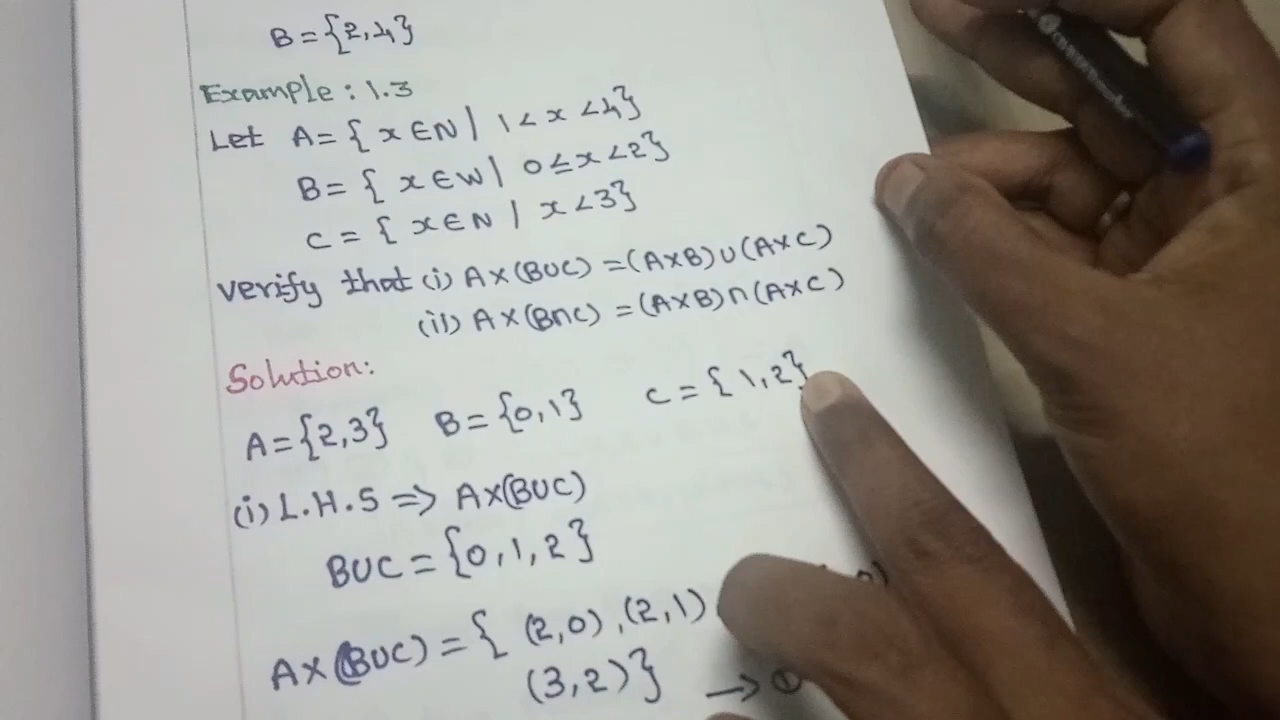 B = {2,4}
Example : 1.3
Let A = { x ∈ N | 1 < x < 4}
B = { x ∈ W | 0 ≤ x < 2}
C = { x ∈ N | x < 3}
Verify that (i) A × (B∪C) = (A×B) ∪ (A×C)
(ii) A × (B∩C) = (A×B) ∩ (A×C)
Solution:
A = {2,3} B = {0,1} C = {1,2}
(i) L.H.S ⇒ A×(B∪C)
B∪C = {0,1,2}
A×(B∪C) = { (2,0), (2,1)
(3,2)} → ①